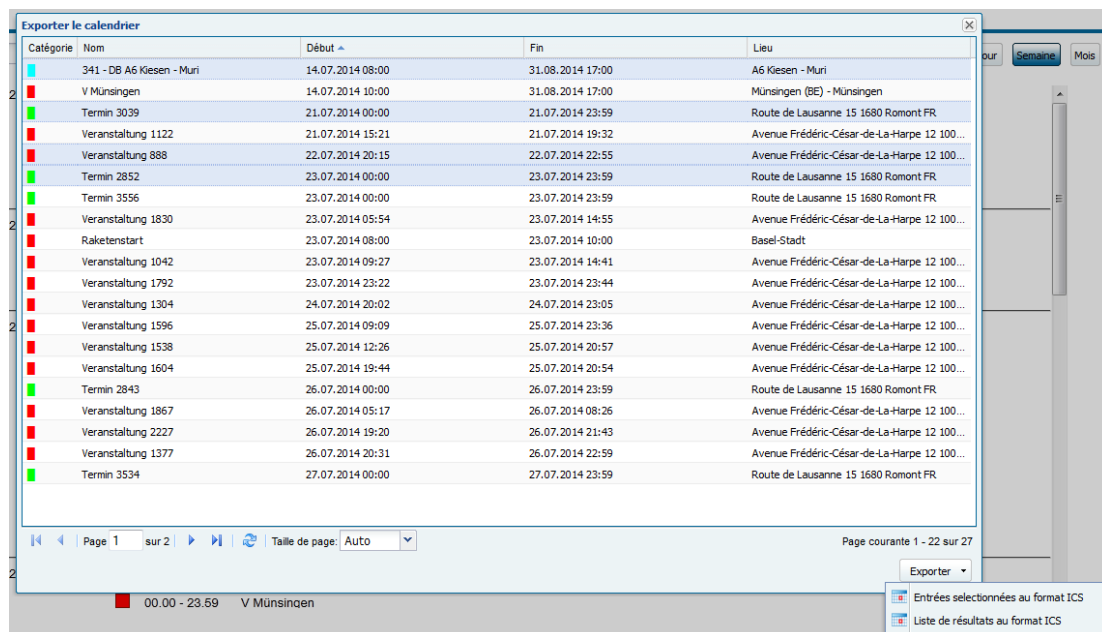 Exporter le calendrier
Catégorie Nom Début Fin Lieu
341 - DB A6 Kiesen - Muri 14.07.2014 08:00 31.08.2014 17:00 A6 Kiesen - Muri
V Münsingen 14.07.2014 10:00 31.08.2014 17:00 Münsingen (BE) - Münsingen
Termin 3039 21.07.2014 00:00 21.07.2014 23:59 Route de Lausanne 15 1680 Romont FR
Veranstaltung 1122 21.07.2014 15:21 21.07.2014 19:32 Avenue Frédéric-César-de-La-Harpe 12 100...
Veranstaltung 888 22.07.2014 20:15 22.07.2014 22:55 Avenue Frédéric-César-de-La-Harpe 12 100...
Termin 2852 23.07.2014 00:00 23.07.2014 23:59 Route de Lausanne 15 1680 Romont FR
Termin 3556 23.07.2014 00:00 23.07.2014 23:59 Route de Lausanne 15 1680 Romont FR
Veranstaltung 1830 23.07.2014 05:54 23.07.2014 14:55 Avenue Frédéric-César-de-La-Harpe 12 100...
Raketenstart 23.07.2014 08:00 23.07.2014 10:00 Basel-Stadt
Veranstaltung 1042 23.07.2014 09:27 23.07.2014 14:41 Avenue Frédéric-César-de-La-Harpe 12 100...
Veranstaltung 1792 23.07.2014 23:22 23.07.2014 23:44 Avenue Frédéric-César-de-La-Harpe 12 100...
Veranstaltung 1304 24.07.2014 20:02 24.07.2014 23:05 Avenue Frédéric-César-de-La-Harpe 12 100...
Veranstaltung 1596 25.07.2014 09:09 25.07.2014 23:36 Avenue Frédéric-César-de-La-Harpe 12 100...
Veranstaltung 1538 25.07.2014 12:26 25.07.2014 20:57 Avenue Frédéric-César-de-La-Harpe 12 100...
Veranstaltung 1604 25.07.2014 19:44 25.07.2014 20:54 Avenue Frédéric-César-de-La-Harpe 12 100...
Termin 2843 26.07.2014 00:00 26.07.2014 23:59 Route de Lausanne 15 1680 Romont FR
Veranstaltung 1867 26.07.2014 05:17 26.07.2014 08:26 Avenue Frédéric-César-de-La-Harpe 12 100...
Veranstaltung 2227 26.07.2014 19:20 26.07.2014 21:43 Avenue Frédéric-César-de-La-Harpe 12 100...
Veranstaltung 1377 26.07.2014 20:31 26.07.2014 22:59 Avenue Frédéric-César-de-La-Harpe 12 100...
Termin 3534 27.07.2014 00:00 27.07.2014 23:59 Route de Lausanne 15 1680 Romont FR
Page 1 sur 2 Taille de page: Auto Page courante 1 - 22 sur 27
Exporter
Entrées selectionnées au format ICS
Liste de résultats au format ICS
our Semaine Mois
00.00 - 23.59 V Münsingen